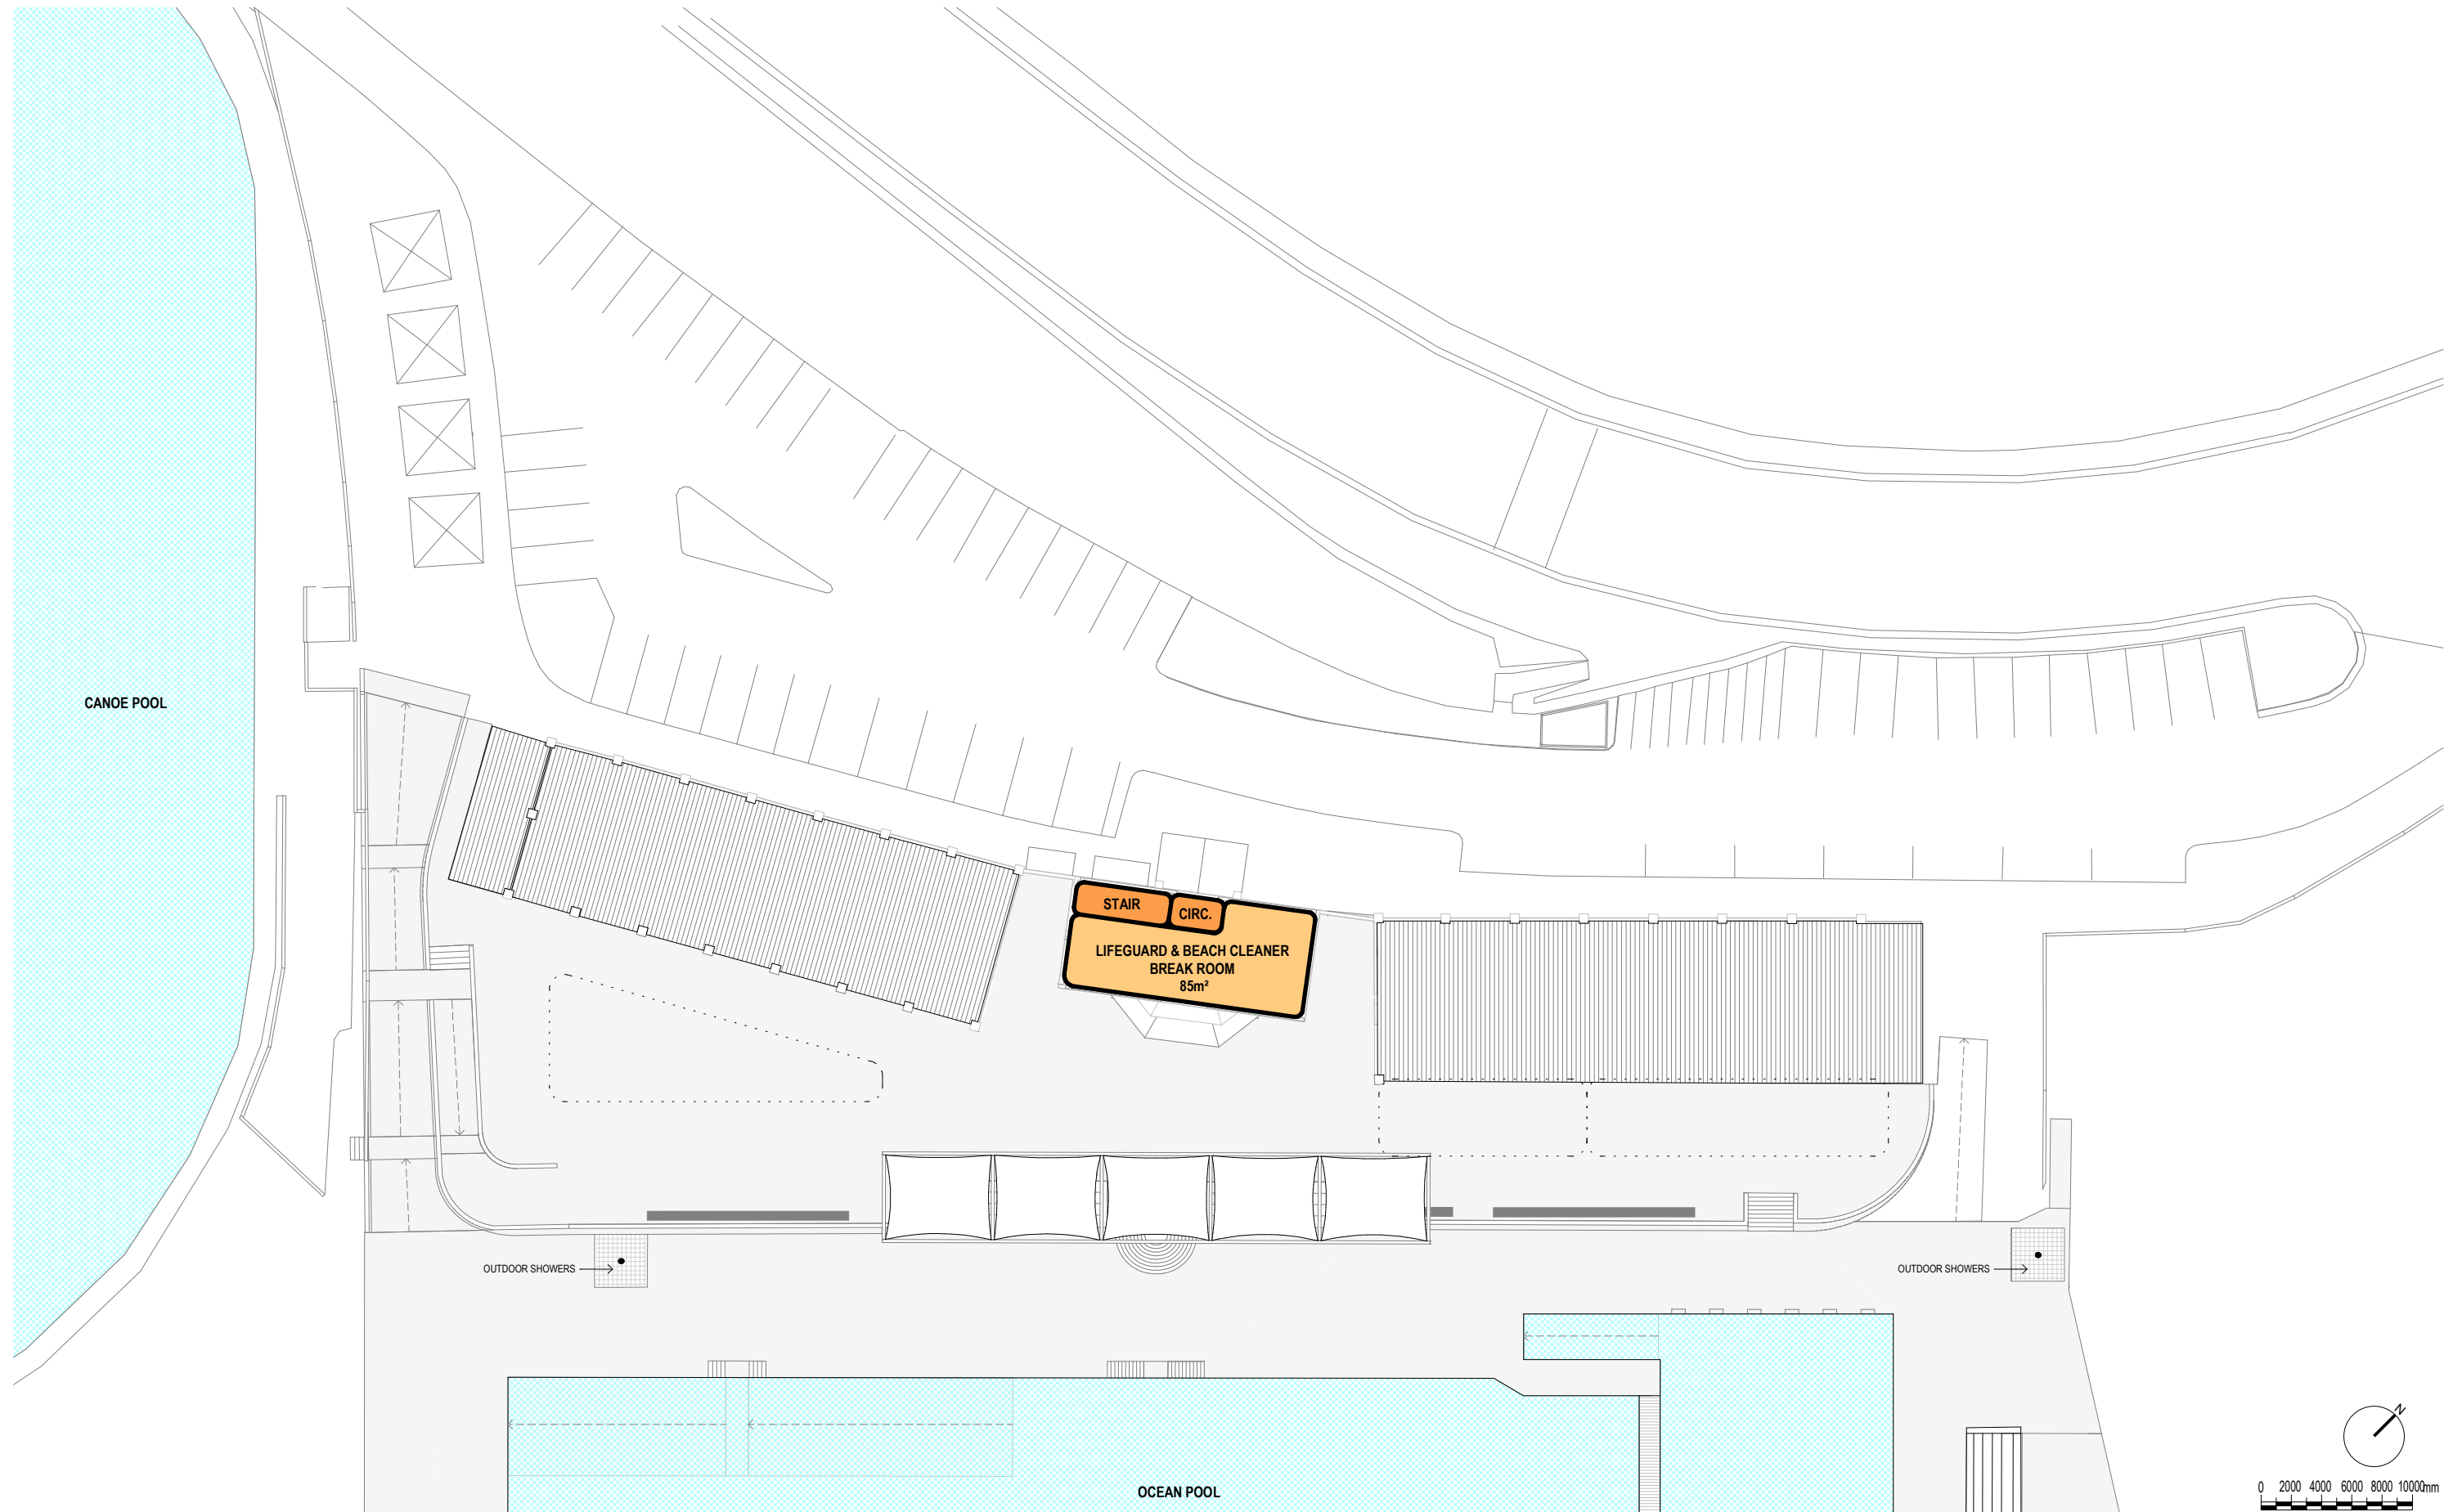 CANOE POOL
STAIR
CIRC.
LIFEGUARD & BEACH CLEANER
BREAK ROOM
85m²
OUTDOOR SHOWERS
OUTDOOR SHOWERS
OCEAN POOL
N
0 2000 4000 6000 8000 10000mm